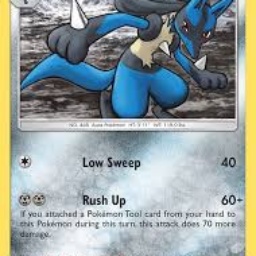 Low Sweep 40
Rush Up 60+
If you attached a Pokémon Tool card from your hand to
this Pokémon during this turn, this attack does 70 more
damage.